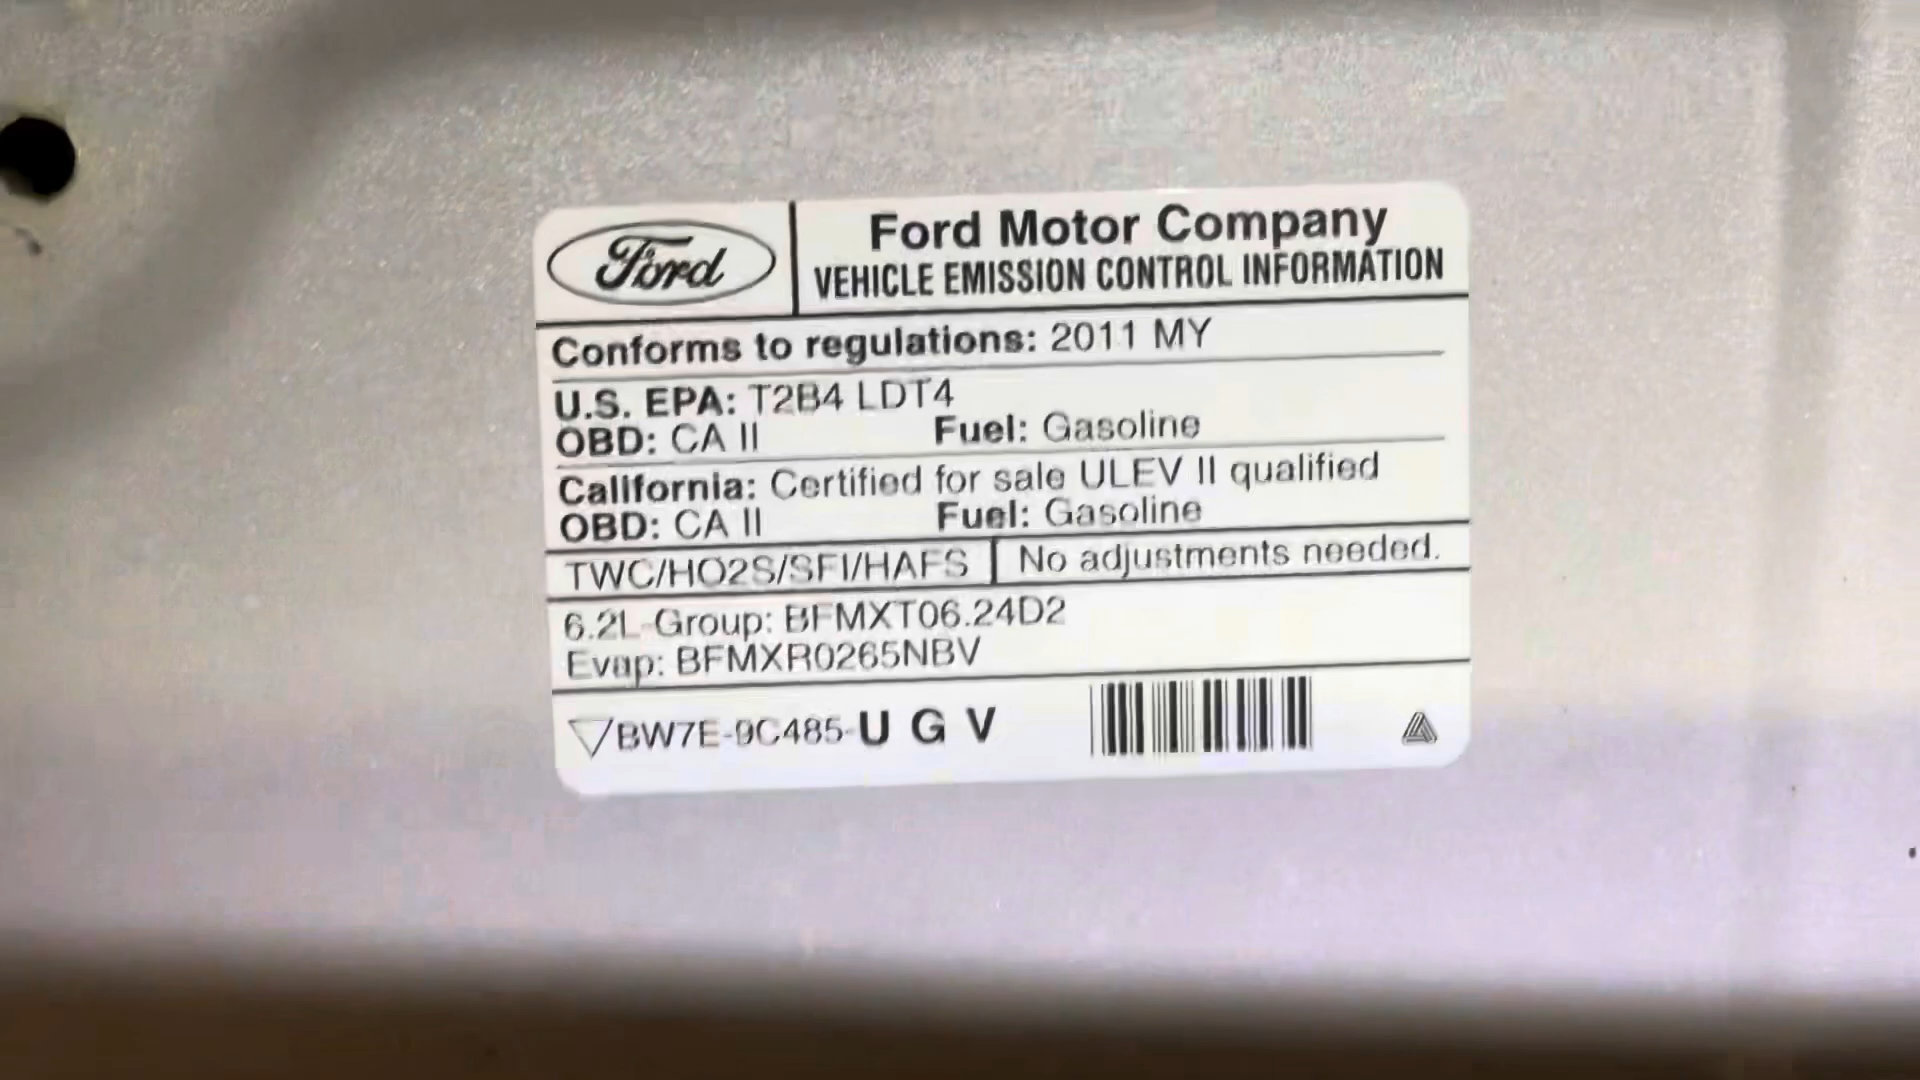 Ford
Ford Motor Company
VEHICLE EMISSION CONTROL INFORMATION
Conforms to regulations: 2011 MY
U.S. EPA: T2B4 LDT4
OBD: CA II Fuel: Gasoline
California: Certified for sale ULEV II qualified
OBD: CA II Fuel: Gasoline
TWC/HO2S/SFI/HAFS No adjustments needed.
6.2L-Group: BFMXT06.24D2
Evap: BFMXR0265NBV
BW7E-9C485-U G V